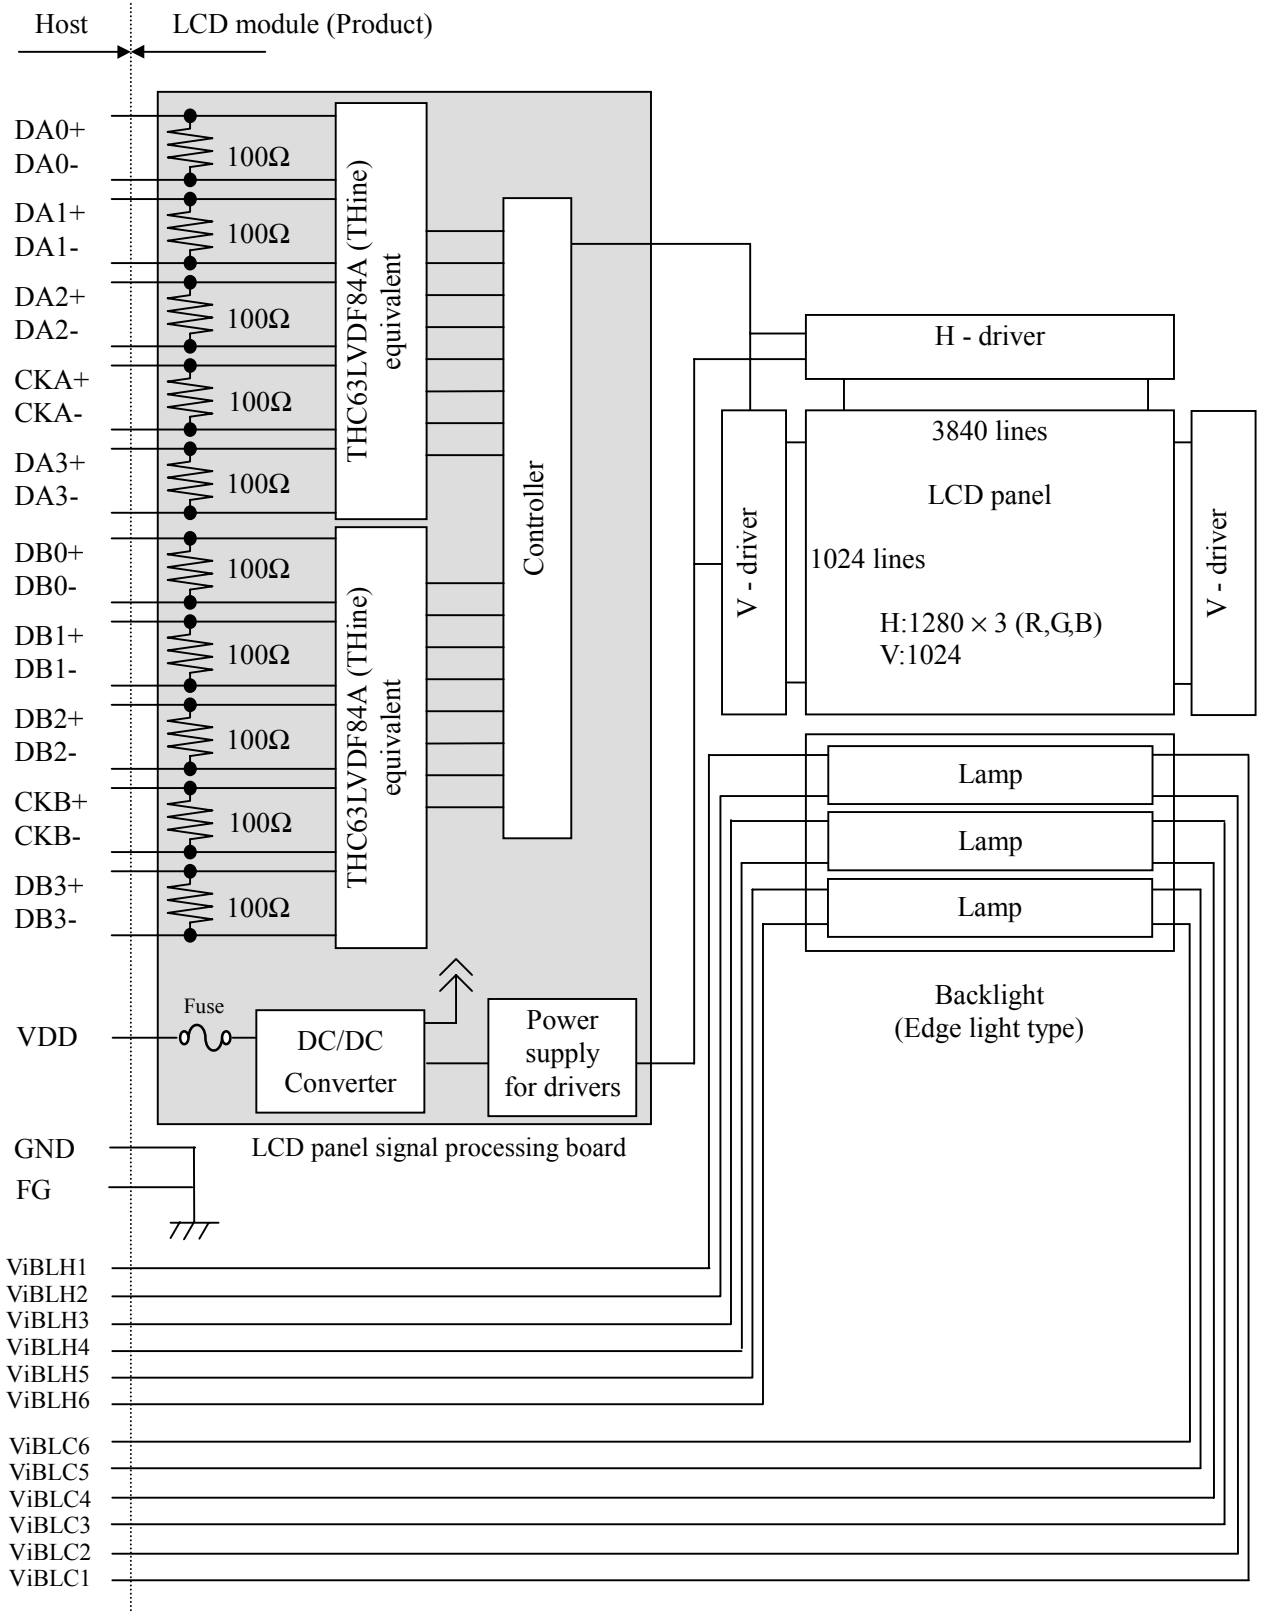 Host
LCD module (Product)
DA0+
DA0-
100Ω
DA1+
DA1-
100Ω
DA2+
DA2-
100Ω
CKA+
CKA-
100Ω
DA3+
DA3-
100Ω
THC63LVDF84A (THine)
equivalent
DB0+
DB0-
100Ω
DB1+
DB1-
100Ω
DB2+
DB2-
100Ω
CKB+
CKB-
100Ω
DB3+
DB3-
100Ω
THC63LVDF84A (THine)
equivalent
Controller
H - driver
3840 lines
LCD panel
1024 lines
H:1280 × 3 (R,G,B)
V:1024
V - driver
V - driver
Lamp
Lamp
Lamp
Backlight
(Edge light type)
VDD
Fuse
DC/DC
Converter
Power
supply
for drivers
LCD panel signal processing board
GND
FG
ViBLH1
ViBLH2
ViBLH3
ViBLH4
ViBLH5
ViBLH6
ViBLC6
ViBLC5
ViBLC4
ViBLC3
ViBLC2
ViBLC1